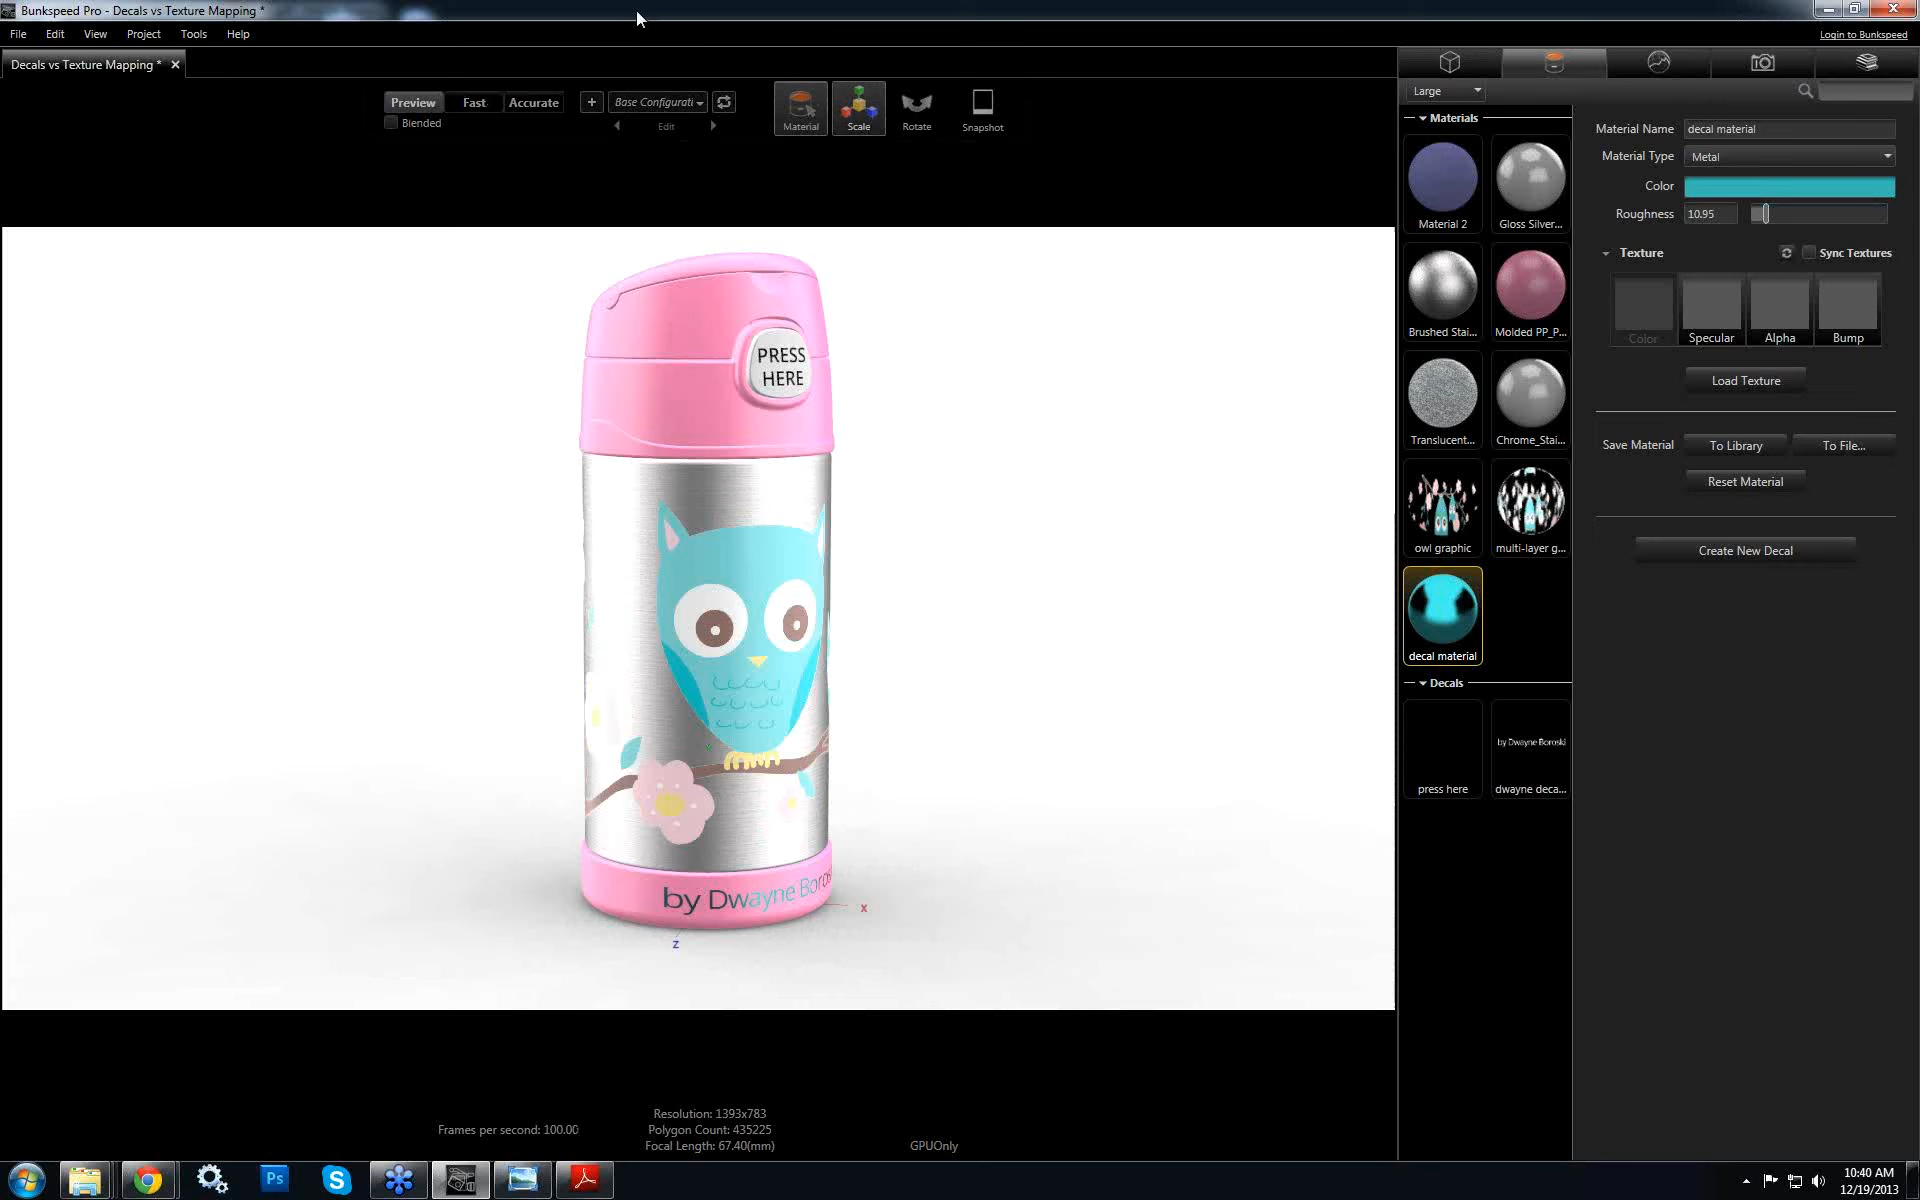 Bunkspeed Pro - Decals vs Texture Mapping *
File Edit View Project Tools Help
Login to Bunkspeed
Decals vs Texture Mapping *
Preview Fast Accurate
Blended
Base Configurati
Edit
Material
Scale
Rotate
Snapshot
Large
Materials
Material 2
Gloss Silver...
Brushed Stai...
Molded PP_P...
Translucent...
Chrome_Stai...
owl graphic
multi-layer g...
decal material
Decals
by Dwayne Boroski
press here
dwayne deca...
Material Name decal material
Material Type Metal
Color
Roughness 10.95
Texture
Sync Textures
Color Specular Alpha Bump
Load Texture
Save Material To Library To File...
Reset Material
Create New Decal
PRESS
HERE
by Dwayne Boros
x
z
Frames per second: 100.00
Resolution: 1393x783
Polygon Count: 435225
Focal Length: 67.40(mm)
GPUOnly
Ps
10:40 AM
12/19/2013